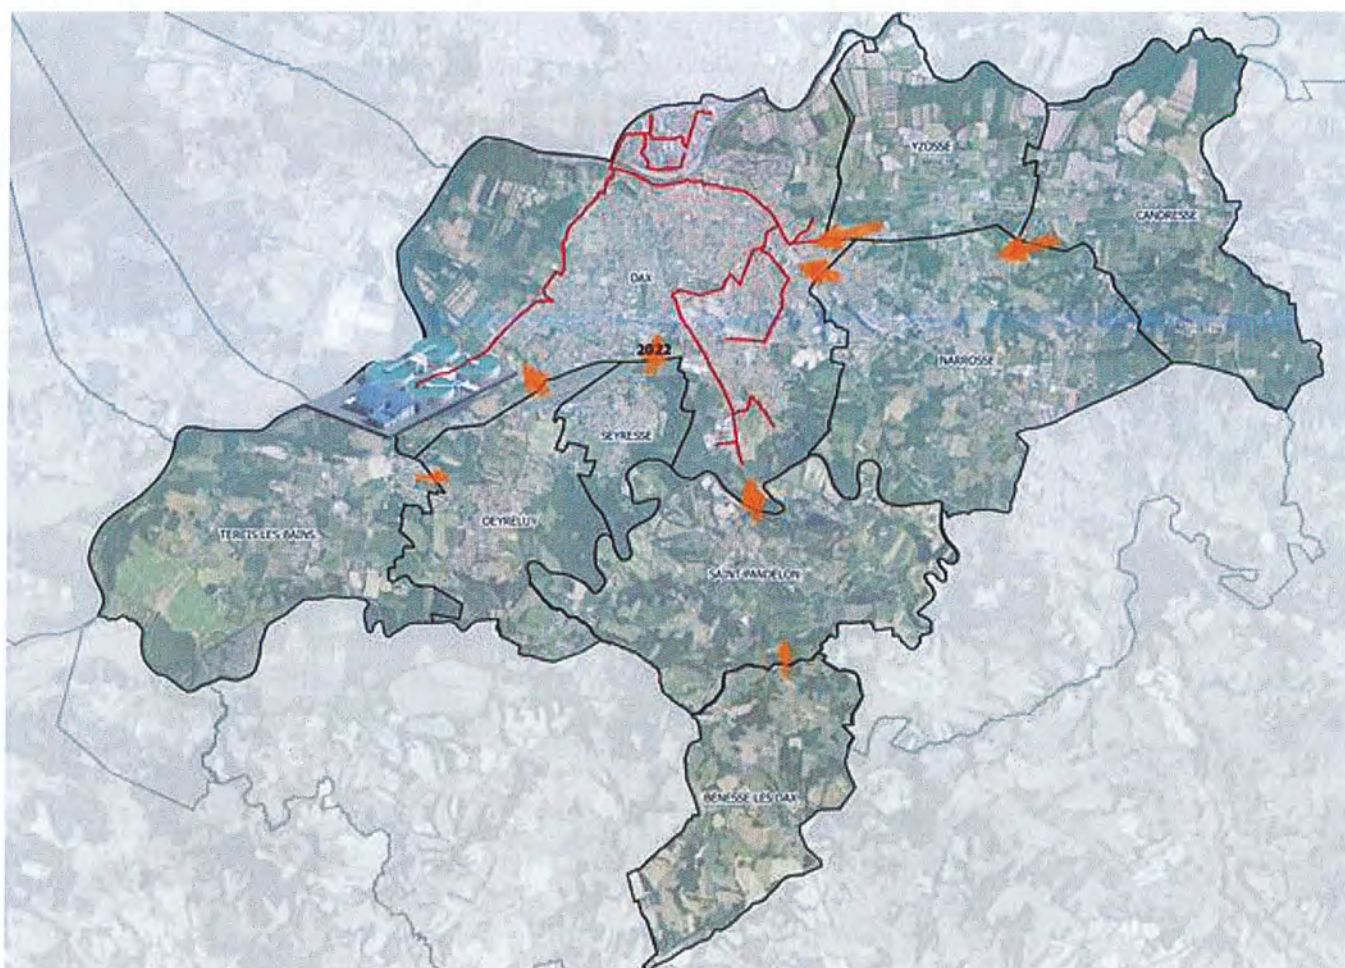 YZOSSE
CANDRESSE
DAX
2022
NARROSSE
SEYRESSE
OEYRELUY
TERCIS LES BAINS
SAINT-PANDELON
BENESSE LES DAX